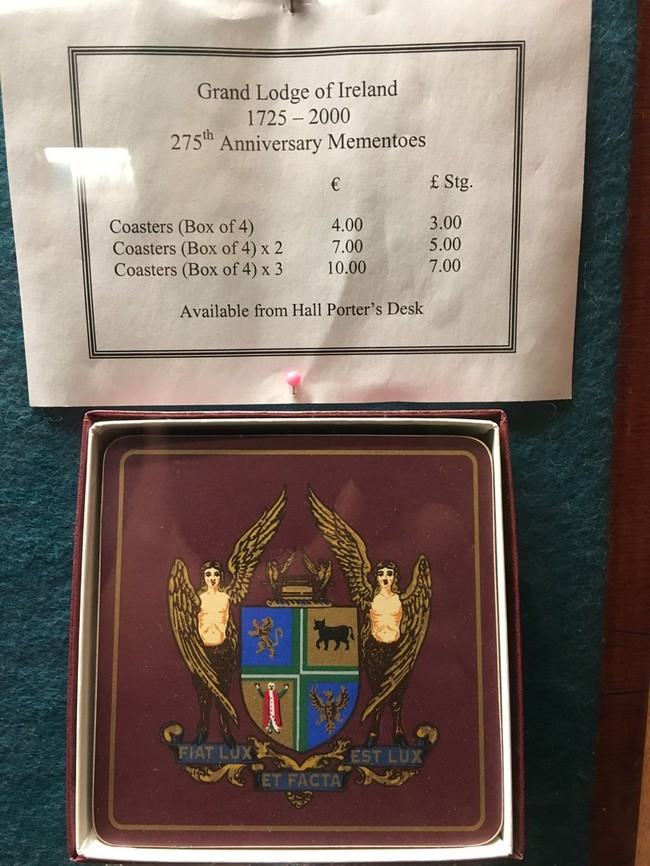 Grand Lodge of Ireland
1725 – 2000
275th Anniversary Mementoes
€ £ Stg.
Coasters (Box of 4) 4.00 3.00
Coasters (Box of 4) x 2 7.00 5.00
Coasters (Box of 4) x 3 10.00 7.00
Available from Hall Porter's Desk
FIAT LUX ET FACTA EST LUX